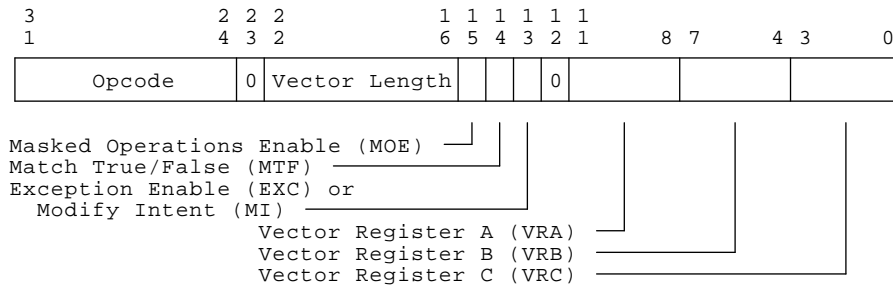 3 2 2 2 1 1 1 1 1 1
1 4 3 2 6 5 4 3 2 1 8 7 4 3 0
Opcode 0 Vector Length 0
Masked Operations Enable (MOE)
Match True/False (MTF)
Exception Enable (EXC) or
Modify Intent (MI)
Vector Register A (VRA)
Vector Register B (VRB)
Vector Register C (VRC)